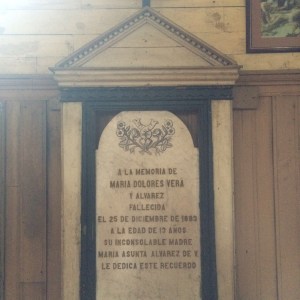 A LA MEMORIA DE
MARIA DOLORES VERA
Y ALVAREZ
FALLECIDA
EL 25 DE DICIEMBRE DE
A LA EDAD DE 17 AÑOS
SU INCONSOLABLE MADRE
MARIA ASUNTA ALVAREZ DE
LE DEDICA ESTE RECUERDO